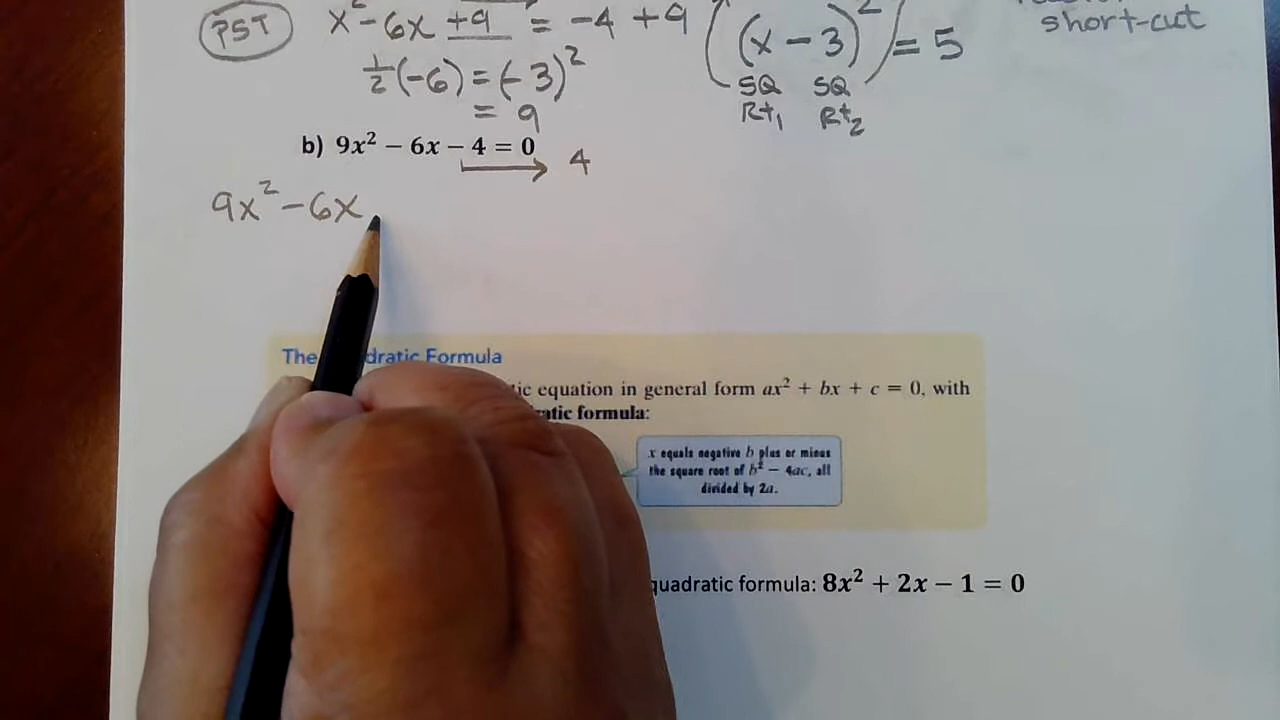 PST x² - 6x +9 = -4 +9 (x - 3)² = 5
short-cut
½(-6) = (-3)²
SQ SQ
= 9
Rt₁ Rt₂
b) 9x² − 6x − 4 = 0
4
9x² - 6x
The dratic Formula
ic equation in general form ax² + bx + c = 0, with
atic formula:
x equals negative b plus or minus
the square root of b² − 4ac, all
divided by 2a.
quadratic formula: 8x² + 2x − 1 = 0